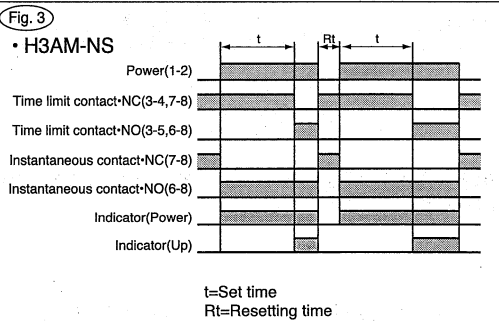 Fig. 3
• H3AM-NS
t Rt t
Power(1-2)
Time limit contact•NC(3-4,7-8)
Time limit contact•NO(3-5,6-8)
Instantaneous contact•NC(7-8)
Instantaneous contact•NO(6-8)
Indicator(Power)
Indicator(Up)
t=Set time
Rt=Resetting time